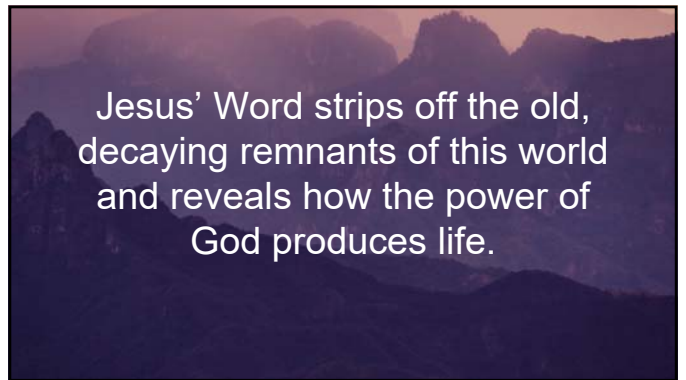 Jesus’ Word strips off the old,
decaying remnants of this world
and reveals how the power of
God produces life.